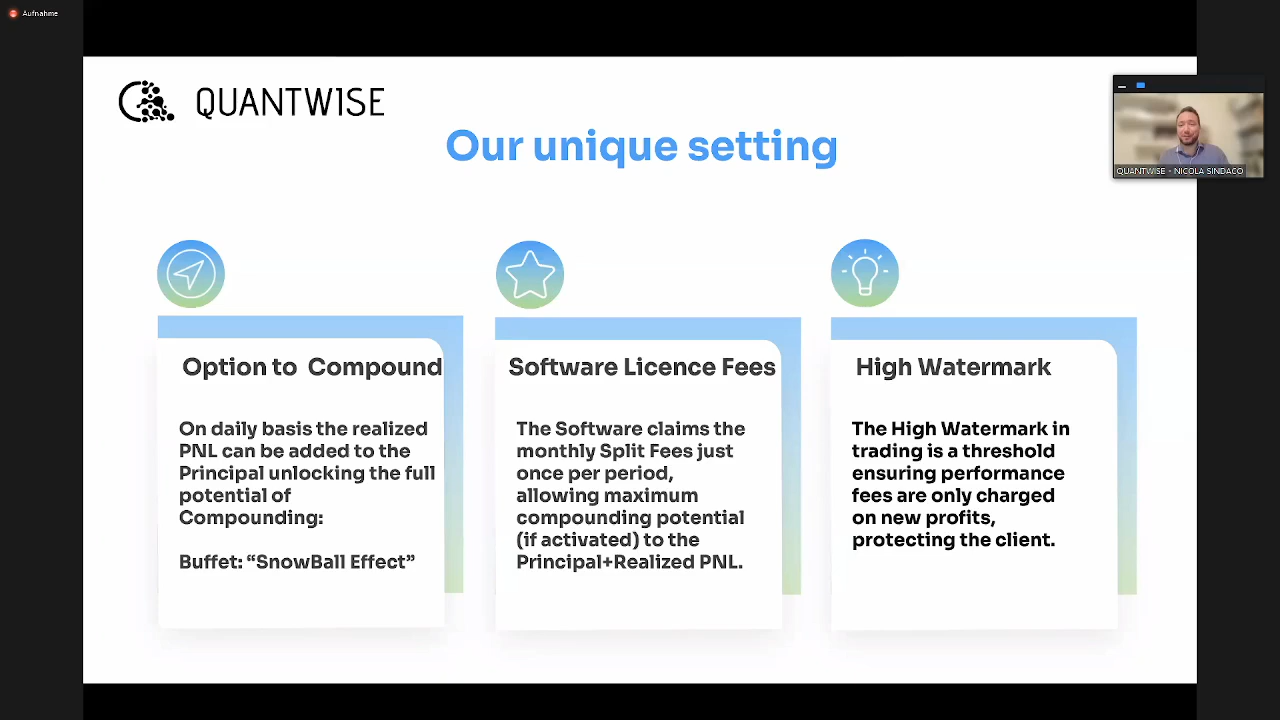 Aufnahme
QUANTWISE
Our unique setting
QUANTWISE - NICOLA SINDACO
Option to Compound
On daily basis the realized
PNL can be added to the
Principal unlocking the full
potential of
Compounding:
Buffet: “SnowBall Effect”
Software Licence Fees
The Software claims the
monthly Split Fees just
once per period,
allowing maximum
compounding potential
(if activated) to the
Principal+Realized PNL.
High Watermark
The High Watermark in
trading is a threshold
ensuring performance
fees are only charged
on new profits,
protecting the client.